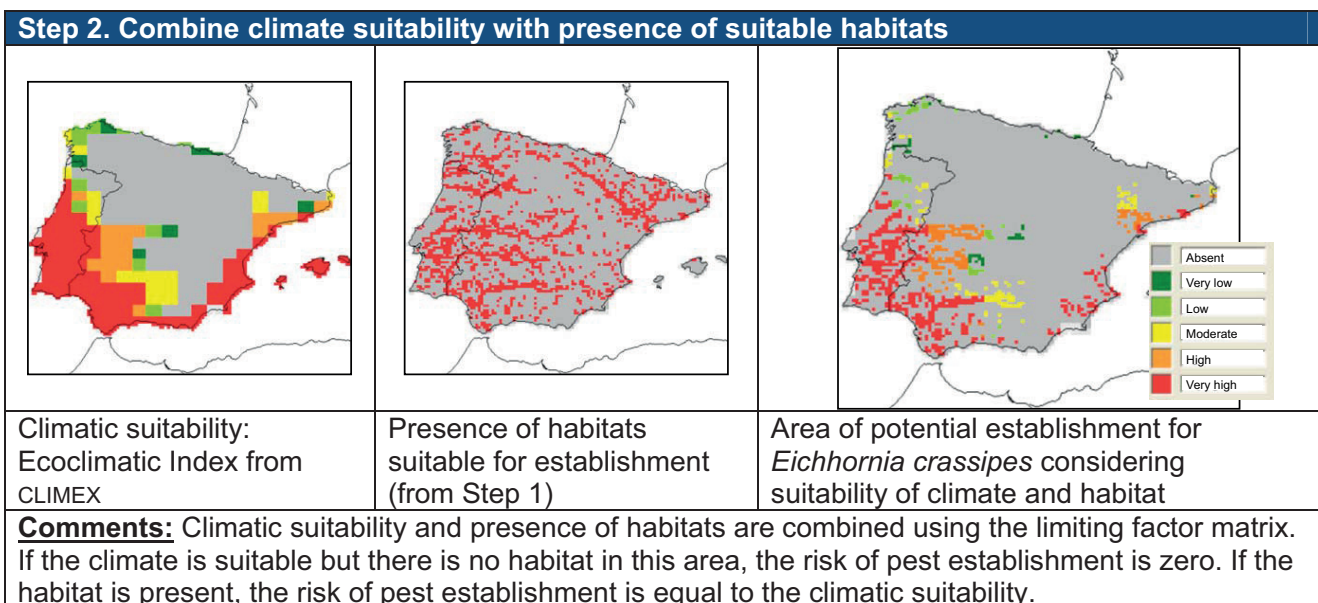 Step 2. Combine climate suitability with presence of suitable habitats
Absent
Very low
Low
Moderate
High
Very high
Climatic suitability:
Ecoclimatic Index from
CLIMEX
Presence of habitats
suitable for establishment
(from Step 1)
Area of potential establishment for
Eichhornia crassipes considering
suitability of climate and habitat
Comments: Climatic suitability and presence of habitats are combined using the limiting factor matrix.
If the climate is suitable but there is no habitat in this area, the risk of pest establishment is zero. If the
habitat is present, the risk of pest establishment is equal to the climatic suitability.